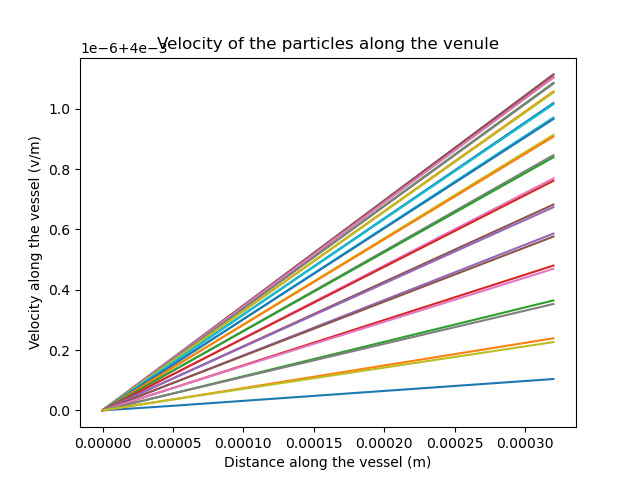 1e−6+4e−3
Velocity of the particles along the venule
Velocity along the vessel (v/m)
1.0
0.8
0.6
0.4
0.2
0.0
0.00000 0.00005 0.00010 0.00015 0.00020 0.00025 0.00030
Distance along the vessel (m)